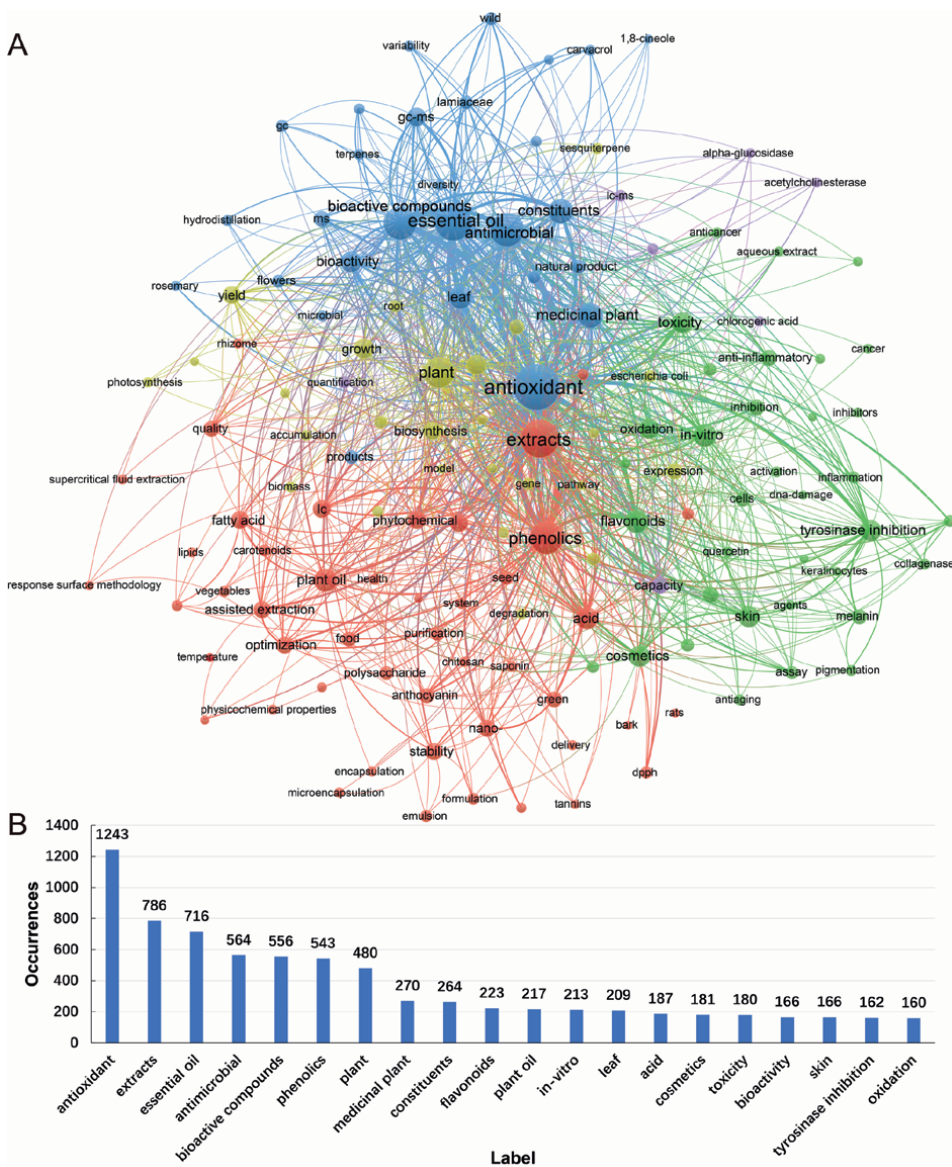 A
wild
1,8-cineole
variability
carvacrol
lamiaceae
gc-ms
gc
sesquiterpene
terpenes
alpha-glucosidase
diversity
acetylcholinesterase
lc-ms
bioactive compounds
constituents
hydrodistillation
ms
essential oil
antimicrobial
anticancer
aqueous extract
bioactivity
natural product
rosemary
flowers
yield
leaf
root
microbiol
medicinal plant
toxicity
chlorogenic acid
rhizome
growth
cancer
anti-inflammatory
photosynthesis
quantification
plant
antioxidant
escherichia coli
inhibition
inhibitors
quality
accumulation
biosynthesis
extracts
oxidation
in-vitro
products
supercritical fluid extraction
biomass
model
gene
pathway
expression
activation
inflammation
cells
dna-damage
lc
fatty acid
phytochemical
flavonoids
tyrosinase inhibition
phenolics
lipids
carotenoids
quercetin
collagenase
keratinocytes
response surface methodology
vegetables
plant oil
health
seed
capacity
agents
assisted extraction
system
degradation
acid
skin
melanin
optimization
food
purification
temperature
chitosan
saponin
cosmetics
polysaccharide
assay
pigmentation
physicochemical properties
anthocyanin
green
antiaging
nano-
bark
rats
stability
delivery
encapsulation
dpph
microencapsulation
formulation
tannins
emulsion
B
1400
1200
1000
800
600
400
200
0
Occurrences
1243
786
716
564
556
543
480
270
264
223
217
213
209
187
181
180
166
166
162
160
antioxidant
extracts
essential oil
antimicrobial
bioactive compounds
phenolics
plant
medicinal plant
constituents
flavonoids
plant oil
in-vitro
leaf
acid
cosmetics
toxicity
bioactivity
skin
tyrosinase inhibition
oxidation
Label